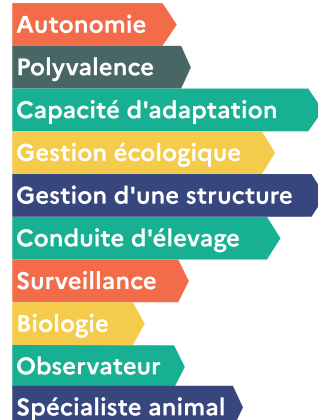 Autonomie
Polyvalence
Capacité d'adaptation
Gestion écologique
Gestion d'une structure
Conduite d'élevage
Surveillance
Biologie
Observateur
Spécialiste animal